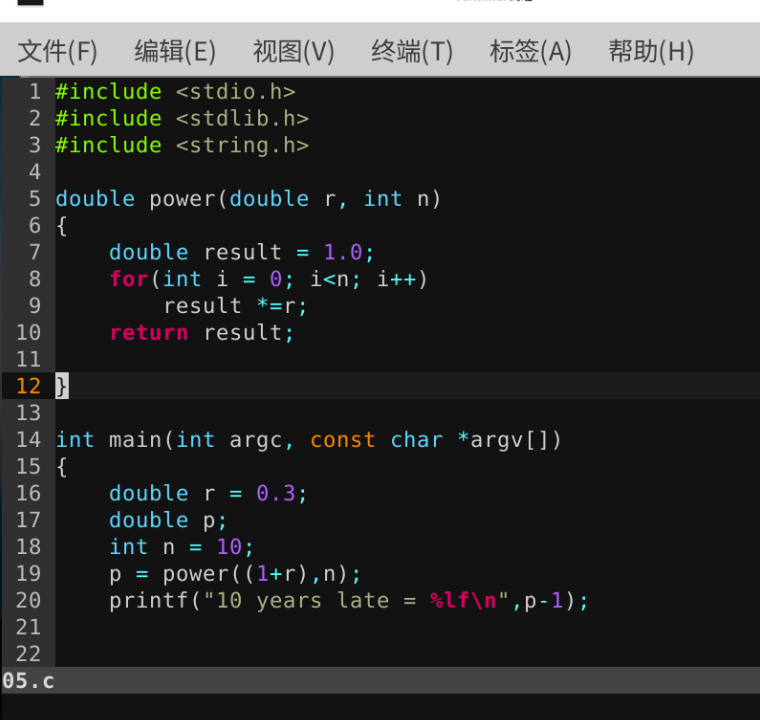 文件(F) 编辑(E) 视图(V) 终端(T) 标签(A) 帮助(H)
1 #include <stdio.h>
2 #include <stdlib.h>
3 #include <string.h>
4
5 double power(double r, int n)
6 {
7     double result = 1.0;
8     for(int i = 0; i<n; i++)
9         result *=r;
10     return result;
11
12 }
13
14 int main(int argc, const char *argv[])
15 {
16     double r = 0.3;
17     double p;
18     int n = 10;
19     p = power((1+r),n);
20     printf("10 years late = %lf\n",p-1);
21
22
05.c